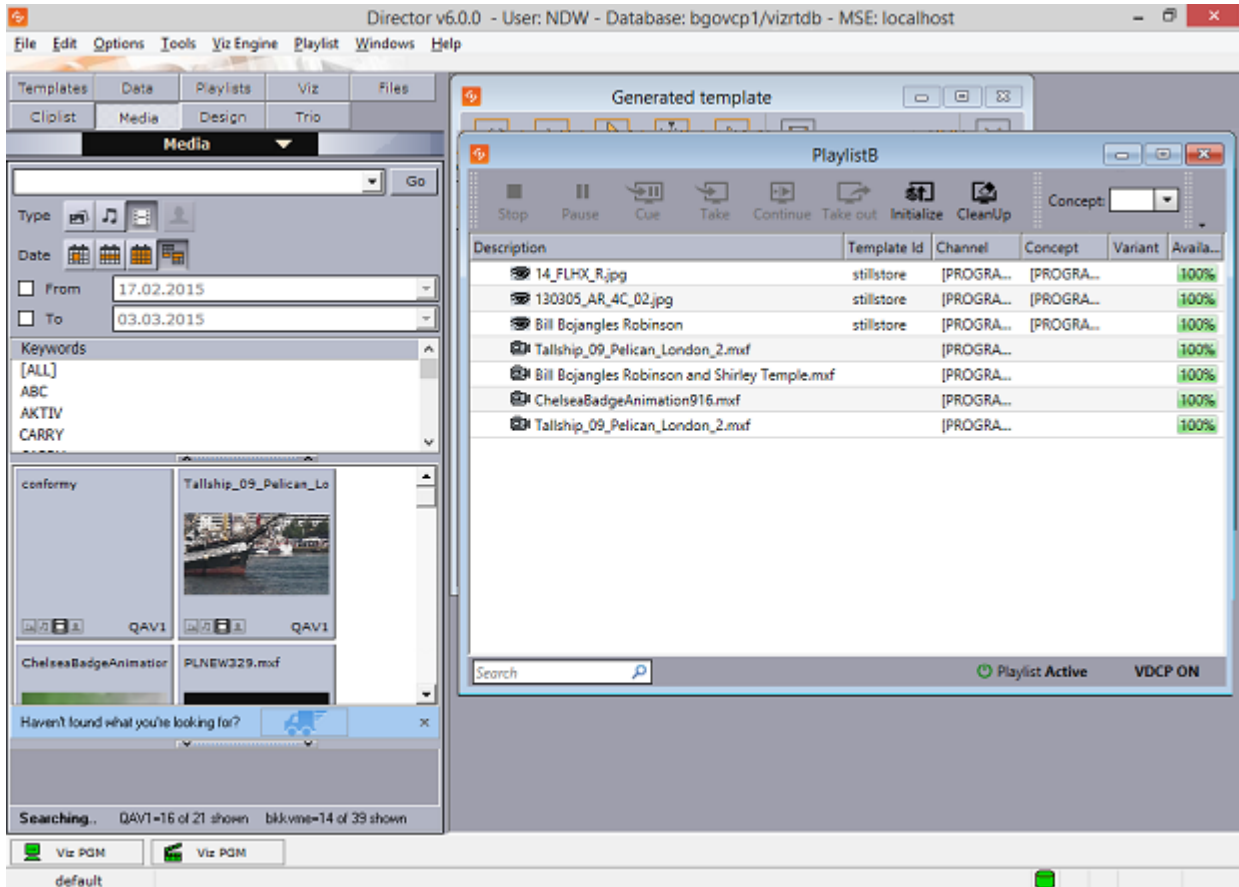 Director v6.0.0 - User: NDW - Database: bgovcp1/vizrtdb - MSE: localhost
File Edit Options Tools Viz Engine Playlist Windows Help
Templates Data Playlists Viz Files
Cliplist Media Design Trio
Media
Go
Type
Date
From 17.02.2015
To 03.03.2015
Keywords
[ALL]
ABC
AKTIV
CARRY
conformy Tallship_09_Pelican_Lo
QAV1 QAV1
ChelseaBadgeAnimatior PLNEW329.mxf
Haven't found what you're looking for?
Searching.. QAV1=16 of 21 shown bkkvme=14 of 39 shown
Generated template
PlaylistB
Stop Pause Cue Take Continue Take out Initialize CleanUp Concept:
Description Template Id Channel Concept Variant Availa...
14_FLHX_R.jpg stillstore [PROGRA... [PROGRA... 100%
130305_AR_4C_02.jpg stillstore [PROGRA... [PROGRA... 100%
Bill Bojangles Robinson stillstore [PROGRA... [PROGRA... 100%
Tallship_09_Pelican_London_2.mxf [PROGRA... 100%
Bill Bojangles Robinson and Shirley Temple.mxf [PROGRA... 100%
ChelseaBadgeAnimation916.mxf [PROGRA... 100%
Tallship_09_Pelican_London_2.mxf [PROGRA... 100%
Search Playlist Active VDCP ON
Viz PGM Viz PGM
default